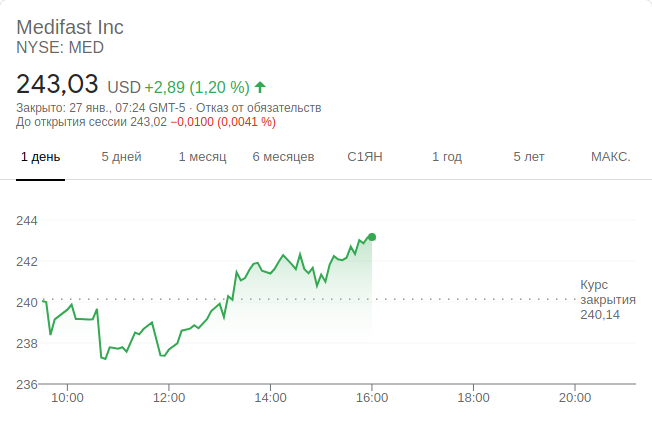 Medifast Inc
NYSE: MED
243,03 USD +2,89 (1,20 %)
Закрыто: 27 янв., 07:24 GMT-5 · Отказ от обязательств
До открытия сессии 243,02 −0,0100 (0,0041 %)
1 день 5 дней 1 месяц 6 месяцев С1ЯН 1 год 5 лет МАКС.
244
242
240
238
236
Курс
закрытия
240,14
10:00 12:00 14:00 16:00 18:00 20:00